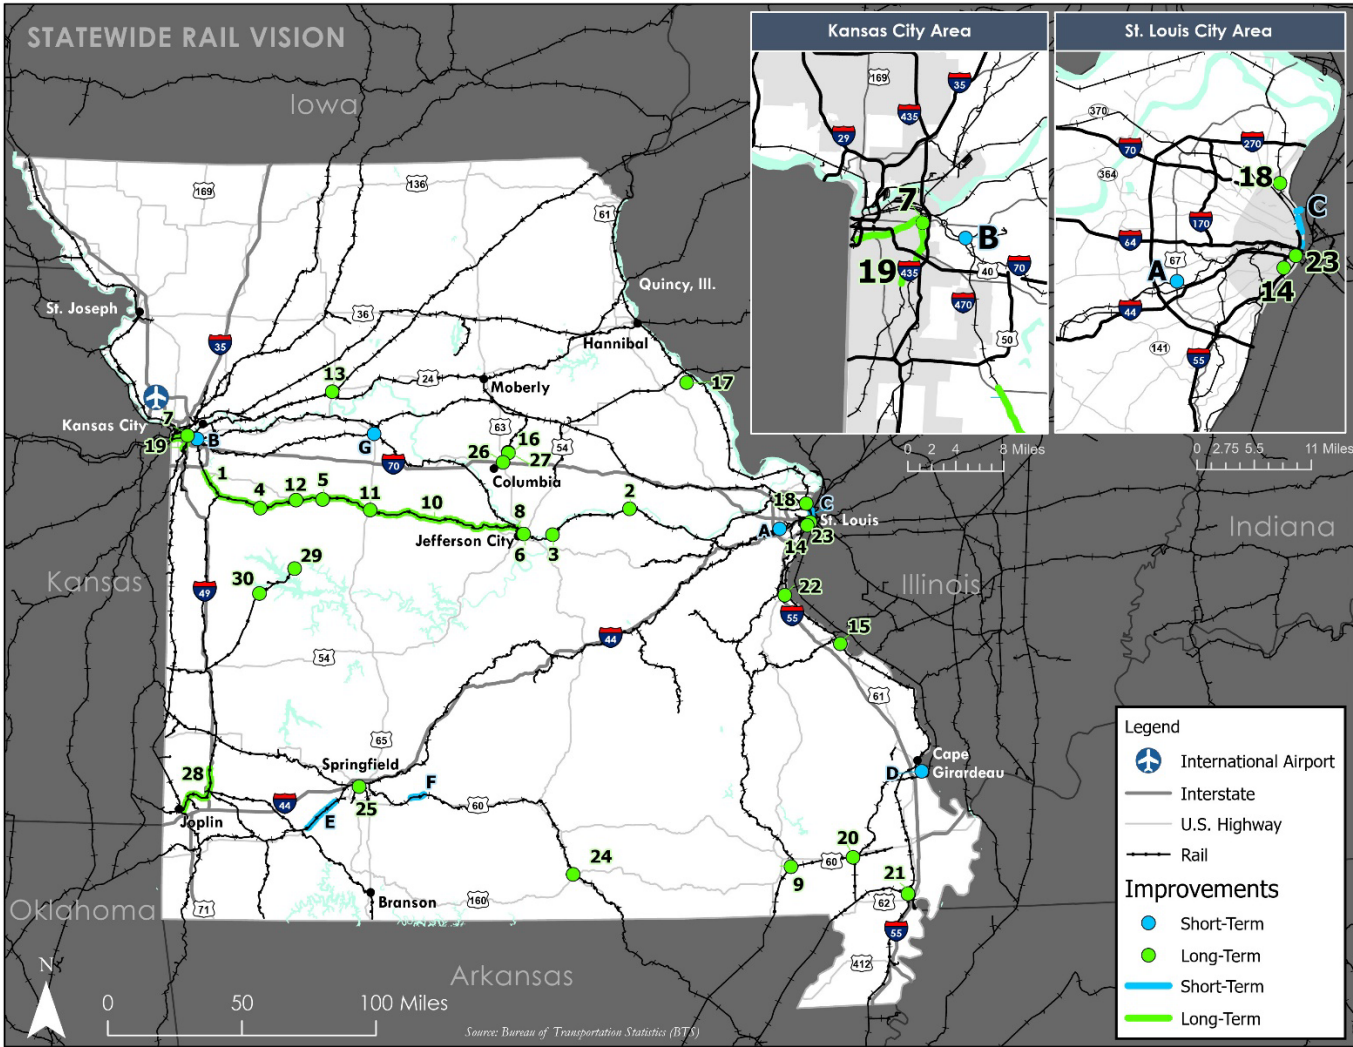 STATEWIDE RAIL VISION
Iowa
169
136
61
St. Joseph
36
Quincy, Ill.
Hannibal
35
13
24
Moberly
17
Kansas City
7
19
B
G
70
63
54
16
26
27
Columbia
1
4
12
5
11
10
8
2
Jefferson City
6
3
18
C
St. Louis
A
14
23
Indiana
Kansas
29
30
49
22
55
Illinois
15
44
54
61
65
Springfield
28
F
Cape
Girardeau
D
44
E
25
60
Joplin
24
20
60
9
21
62
Branson
160
71
Oklahoma
55
412
Arkansas
N
0 50 100 Miles
Source: Bureau of Transportation Statistics (BTS)
Kansas City Area
169
35
435
29
7
B
19
435
40
70
470
50
0 2 4 8 Miles
St. Louis City Area
370
70
270
364
18
170
C
64
67
A
23
14
44
141
55
0 2.75 5.5 11 Miles
Legend
International Airport
Interstate
U.S. Highway
Rail
Improvements
Short-Term
Long-Term
Short-Term
Long-Term